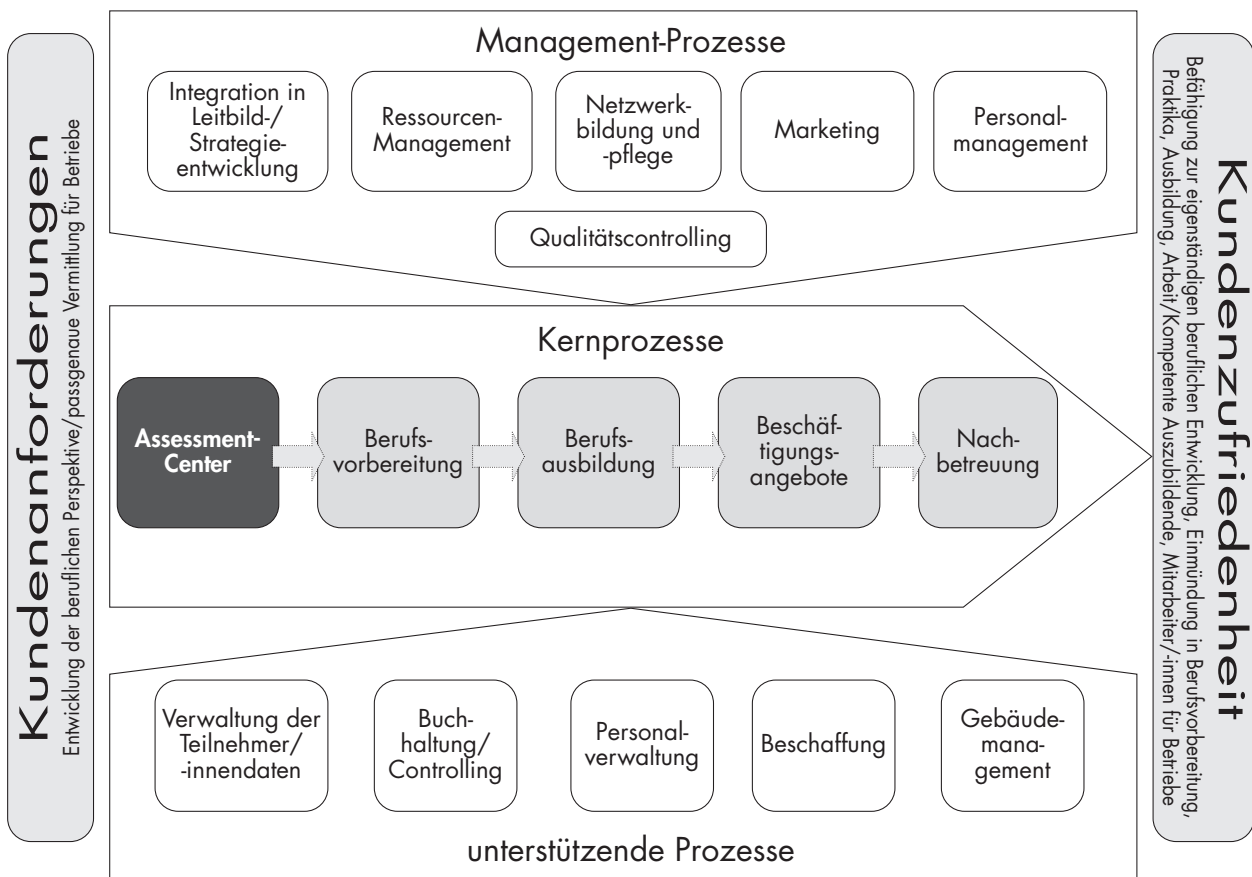 Kundenanforderungen
Entwicklung der beruflichen Perspektive/passgenaue Vermittlung für Betriebe
Management-Prozesse
Integration in
Leitbild-/
Strategie-
entwicklung
Ressourcen-
Management
Netzwerk-
bildung und
-pflege
Marketing
Personal-
management
Qualitätscontrolling
Kernprozesse
Assessment-
Center
Berufs-
vorbereitung
Berufs-
ausbildung
Beschäf-
tigungs-
angebote
Nach-
betreuung
Verwaltung der
Teilnehmer/
-innendaten
Buch-
haltung/
Controlling
Personal-
verwaltung
Beschaffung
Gebäude-
mana-
gement
unterstützende Prozesse
Kundenzufriedenheit
Befähigung zur eigenständigen beruflichen Entwicklung, Einmündung in Berufsvorbereitung,
Praktika, Ausbildung, Arbeit/Kompetente Auszubildende, Mitarbeiter/-innen für Betriebe